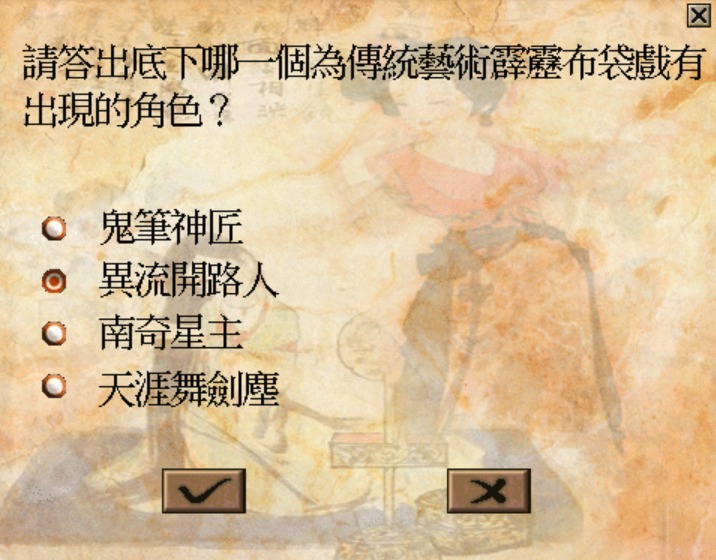 請答出底下哪一個為傳統藝術霹靂布袋戲有
出現的角色？
鬼筆神匠
異流開路人
南奇星主
天涯舞劍塵